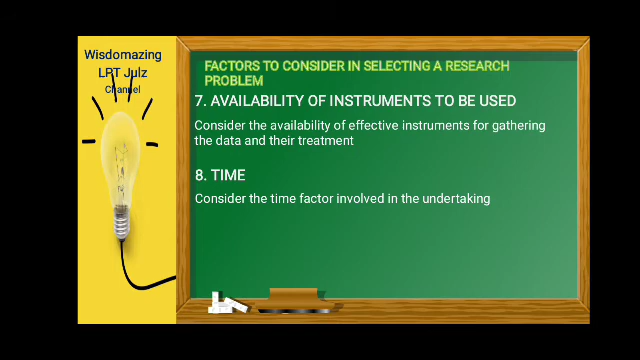 Wisdomazing
LPT Julz
Channel
FACTORS TO CONSIDER IN SELECTING A RESEARCH
PROBLEM
7. AVAILABILITY OF INSTRUMENTS TO BE USED
Consider the availability of effective instruments for gathering
the data and their treatment
8. TIME
Consider the time factor involved in the undertaking